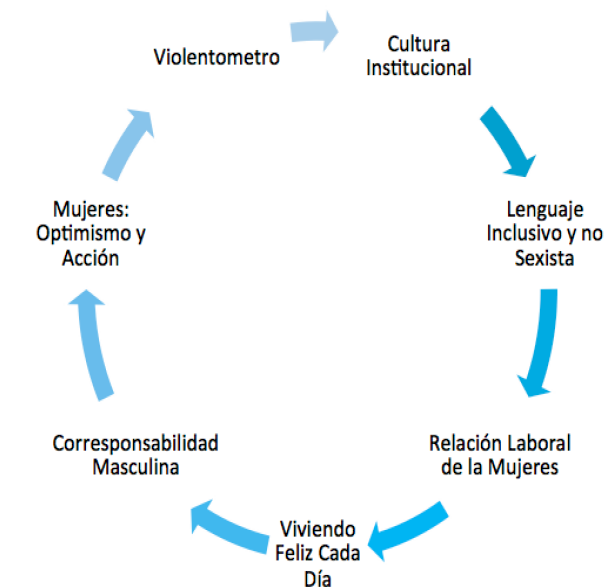 Cultura
Institucional
Lenguaje
Inclusivo y no
Sexista
Relación Laboral
de la Mujeres
Viviendo
Feliz Cada
Día
Corresponsabilidad
Masculina
Mujeres:
Optimismo y
Acción
Violentometro